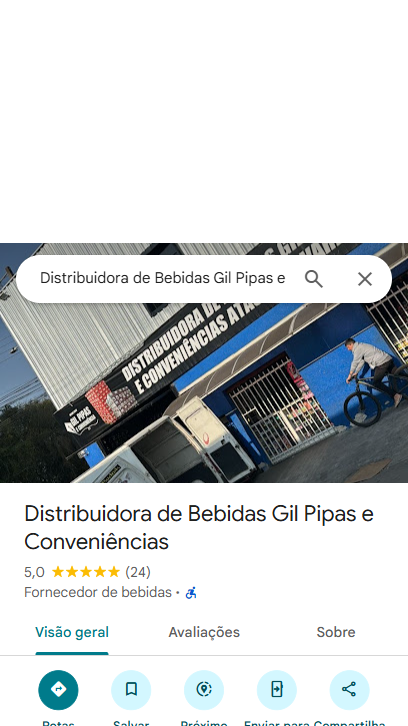 Distribuidora de Bebidas Gil Pipas e
DISTRIBUIDORA DE
E CONVENIÊNCIAS ATA
GIL PIPAS
Distribuidora de Bebidas Gil Pipas e
Conveniências
5,0 (24)
Fornecedor de bebidas ·
Visão geral Avaliações Sobre
Rotas Salvar Próximo Enviar para Compartilha